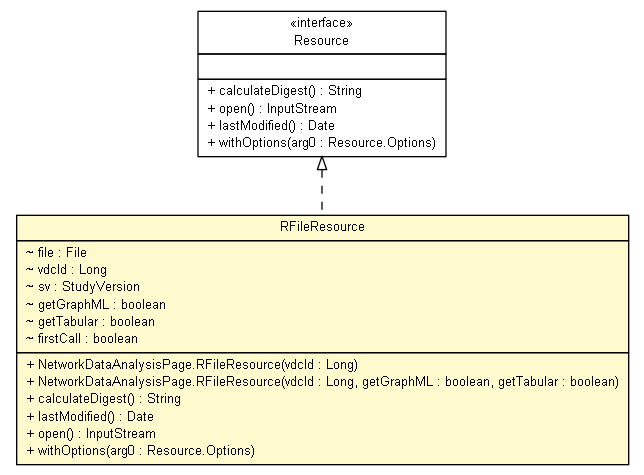 «interface»
Resource
+ calculateDigest() : String
+ open() : InputStream
+ lastModified() : Date
+ withOptions(arg0 : Resource.Options)
RFileResource
~ file : File
~ vdcId : Long
~ sv : StudyVersion
~ getGraphML : boolean
~ getTabular : boolean
~ firstCall : boolean
+ NetworkDataAnalysisPage.RFileResource(vdcId : Long)
+ NetworkDataAnalysisPage.RFileResource(vdcId : Long, getGraphML : boolean, getTabular : boolean)
+ calculateDigest() : String
+ lastModified() : Date
+ open() : InputStream
+ withOptions(arg0 : Resource.Options)